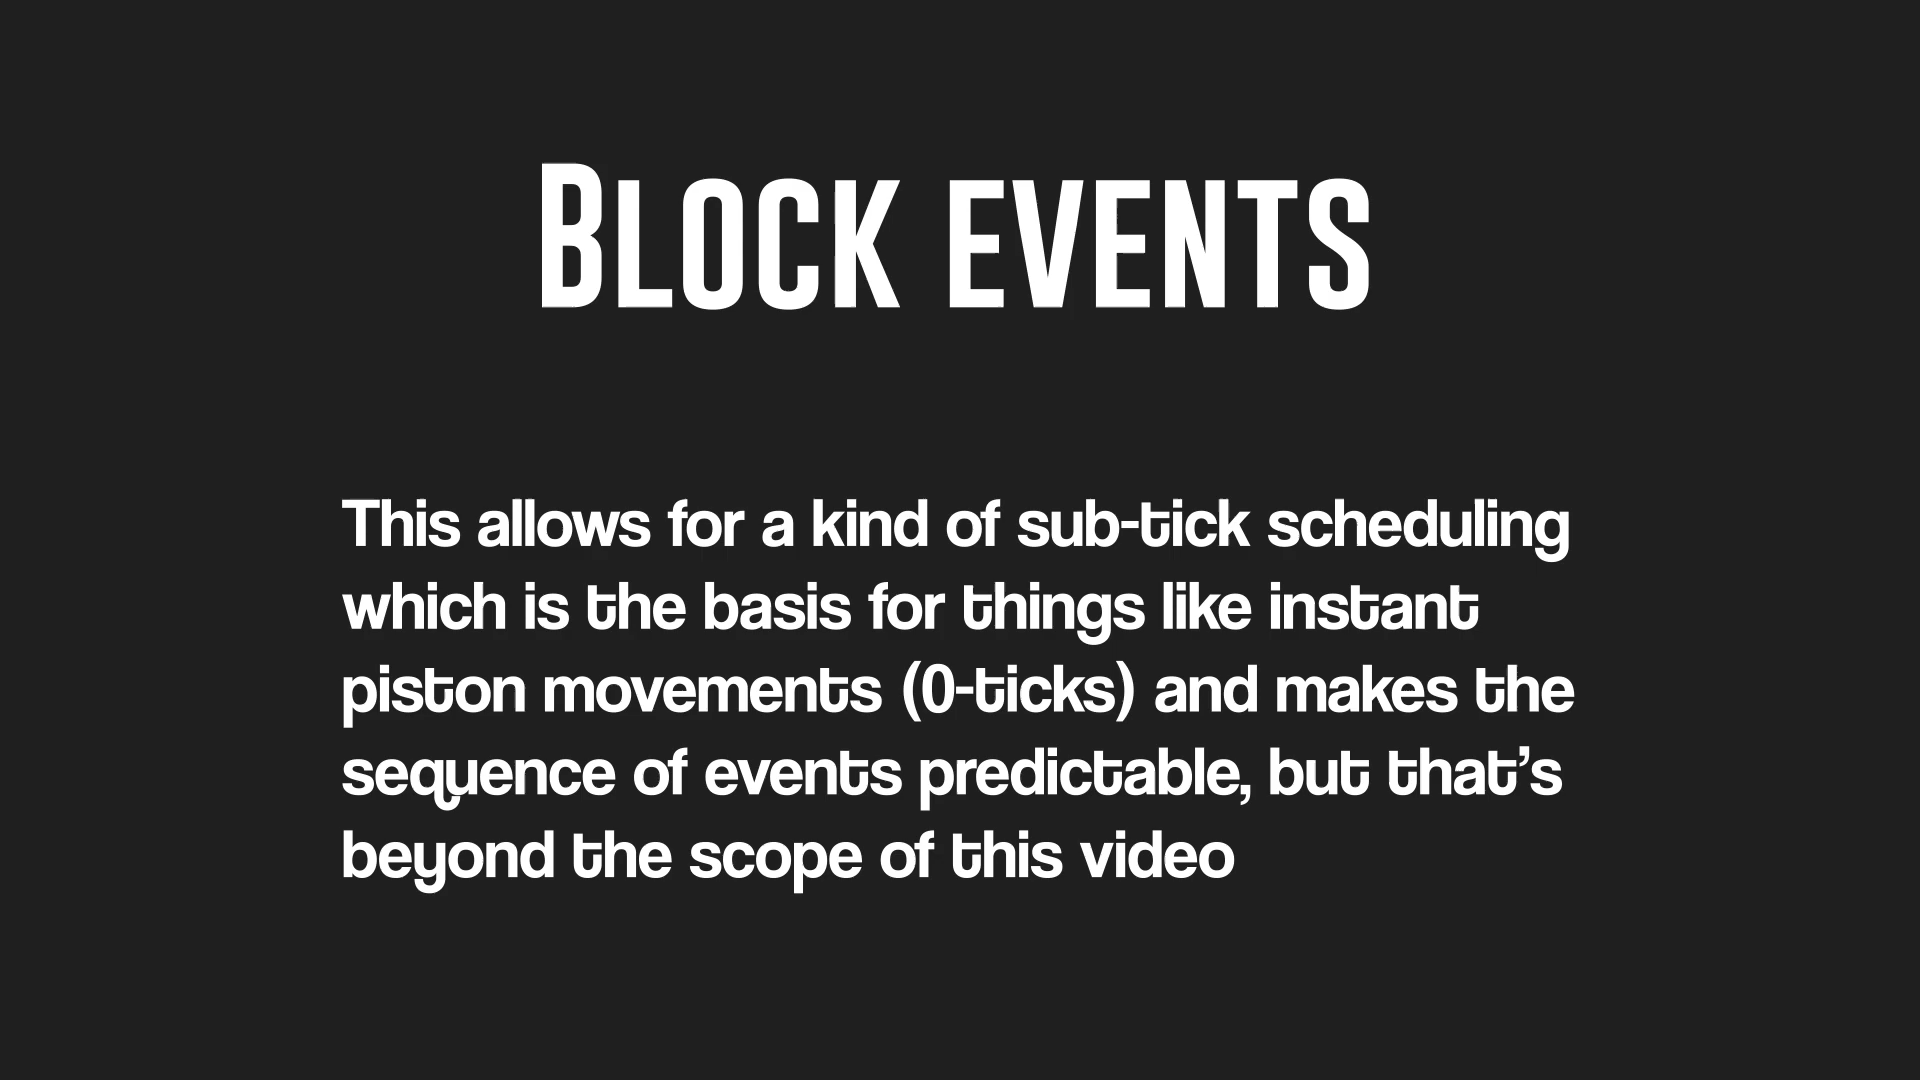 Block events
This allows for a kind of sub-tick scheduling
which is the basis for things like instant
piston movements (0-ticks) and makes the
sequence of events predictable, but that’s
beyond the scope of this video